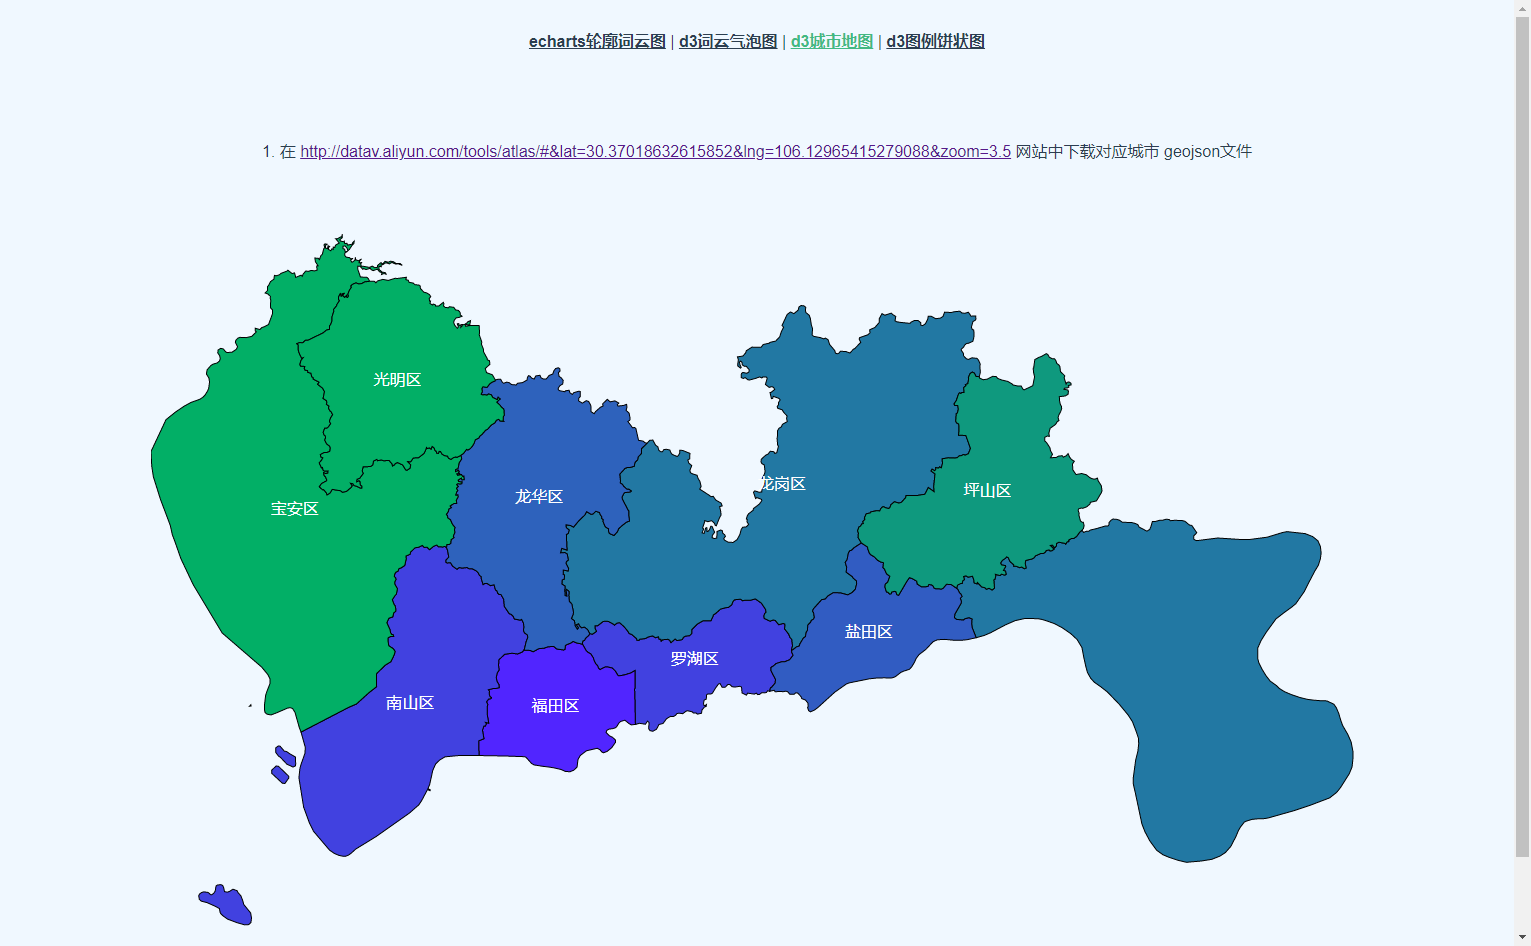 echarts轮廓词云图 | d3词云气泡图 | d3城市地图 | d3图例饼状图
1. 在 http://datav.aliyun.com/tools/atlas/#&lat=30.37018632615852&lng=106.12965415279088&zoom=3.5 网站中下载对应城市 geojson文件
光明区
龙岗区
坪山区
龙华区
宝安区
盐田区
罗湖区
南山区
福田区